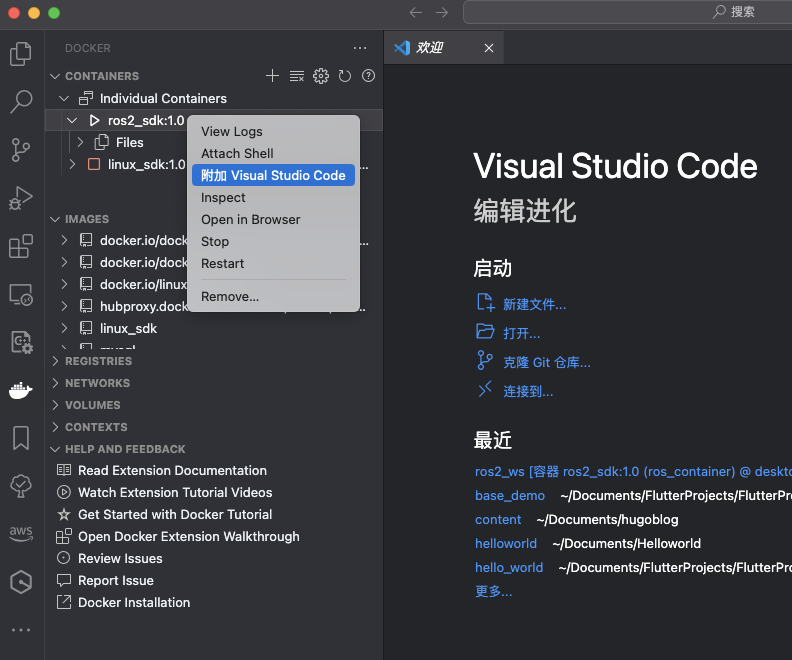 搜索
DOCKER
欢迎
CONTAINERS
Individual Containers
ros2_sdk:1.0
Files
linux_sdk:1.0
View Logs
Attach Shell
附加 Visual Studio Code
Inspect
Open in Browser
Stop
Restart
Remove...
IMAGES
docker.io/dock
docker.io/dock
docker.io/linux
hubproxy.dock
linux_sdk
mysql
REGISTRIES
NETWORKS
VOLUMES
CONTEXTS
HELP AND FEEDBACK
Read Extension Documentation
Watch Extension Tutorial Videos
Get Started with Docker Tutorial
Open Docker Extension Walkthrough
Review Issues
Report Issue
Docker Installation
aws
Visual Studio Code
编辑进化
启动
新建文件...
打开...
克隆 Git 仓库...
连接到...
最近
ros2_ws [容器 ros2_sdk:1.0 (ros_container) @ deskto
base_demo ~/Documents/FlutterProjects/FlutterPr
content ~/Documents/hugoblog
helloworld ~/Documents/Helloworld
hello_world ~/Documents/FlutterProjects/FlutterPro
更多...